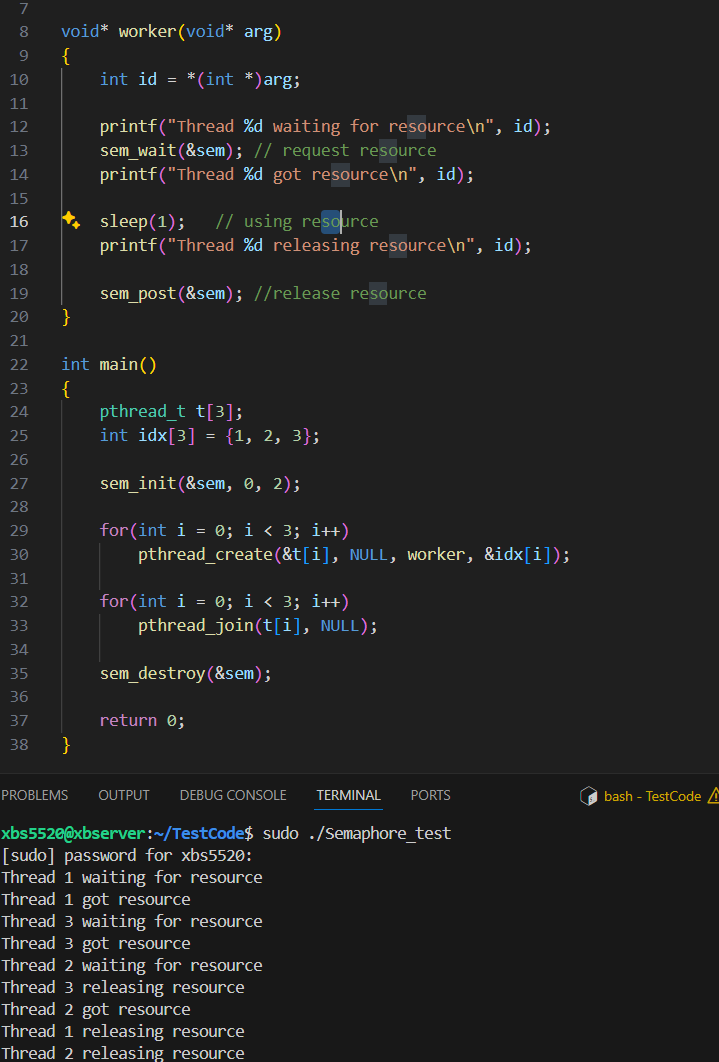 7
8 void* worker(void* arg)
9 {
10     int id = *(int *)arg;
11
12     printf("Thread %d waiting for resource\n", id);
13     sem_wait(&sem); // request resource
14     printf("Thread %d got resource\n", id);
15
16     sleep(1);   // using resource
17     printf("Thread %d releasing resource\n", id);
18
19     sem_post(&sem); //release resource
20 }
21
22 int main()
23 {
24     pthread_t t[3];
25     int idx[3] = {1, 2, 3};
26
27     sem_init(&sem, 0, 2);
28
29     for(int i = 0; i < 3; i++)
30         pthread_create(&t[i], NULL, worker, &idx[i]);
31
32     for(int i = 0; i < 3; i++)
33         pthread_join(t[i], NULL);
34
35     sem_destroy(&sem);
36
37     return 0;
38 }
PROBLEMS OUTPUT DEBUG CONSOLE TERMINAL PORTS bash - TestCode
xbs5520@xbserver:~/TestCode$ sudo ./Semaphore_test
[sudo] password for xbs5520:
Thread 1 waiting for resource
Thread 1 got resource
Thread 3 waiting for resource
Thread 3 got resource
Thread 2 waiting for resource
Thread 3 releasing resource
Thread 2 got resource
Thread 1 releasing resource
Thread 2 releasing resource